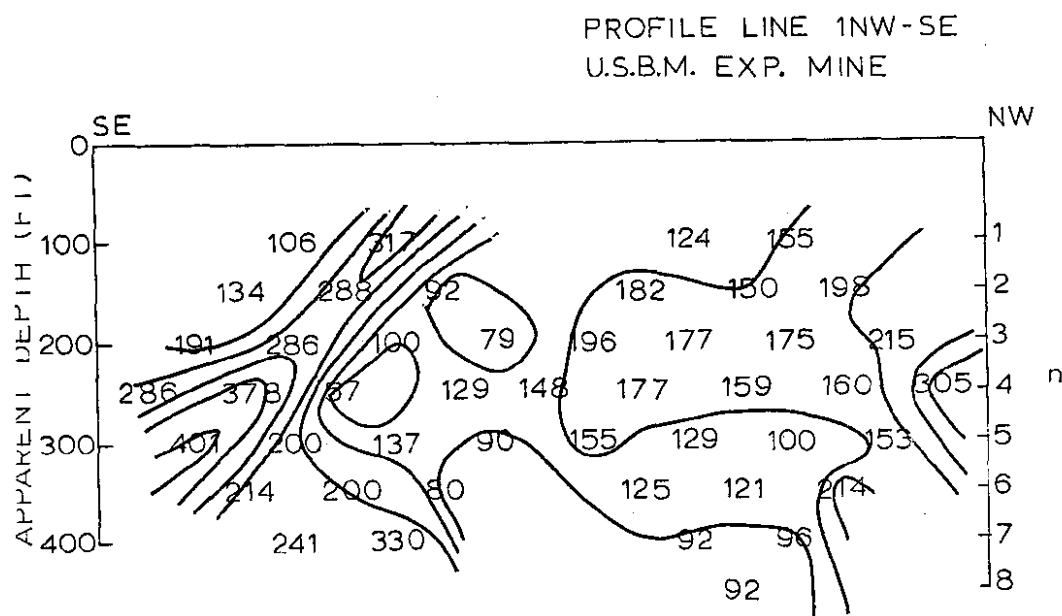 PROFILE LINE 1NW-SE
U.S.B.M. EXP. MINE
SE NW
0
APPARENT DEPTH (FT)
100 106 317 124 155 1
134 288 92 182 150 198 2
200 191 286 100 79 196 177 175 215 3
286 378 87 129 148 177 159 160 305 4 n
300 401 200 137 90 155 129 100 153 5
214 200 80 125 121 214 6
400 241 330 92 96 7
92 8